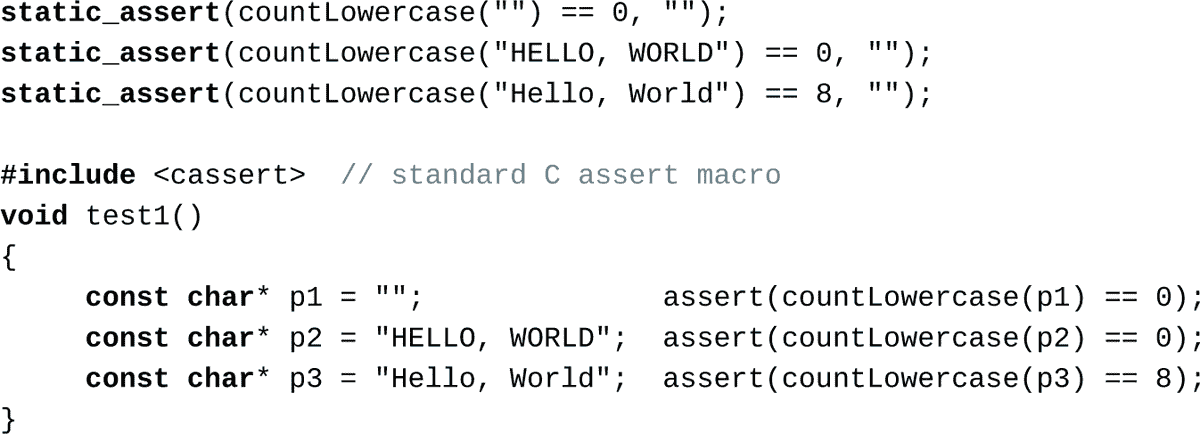 static_assert(countLowercase("") == 0, "");
static_assert(countLowercase("HELLO, WORLD") == 0, "");
static_assert(countLowercase("Hello, World") == 8, "");

#include <cassert>  // standard C assert macro
void test1()
{
     const char* p1 = "";              assert(countLowercase(p1) == 0);
     const char* p2 = "HELLO, WORLD";  assert(countLowercase(p2) == 0);
     const char* p3 = "Hello, World";  assert(countLowercase(p3) == 8);
}